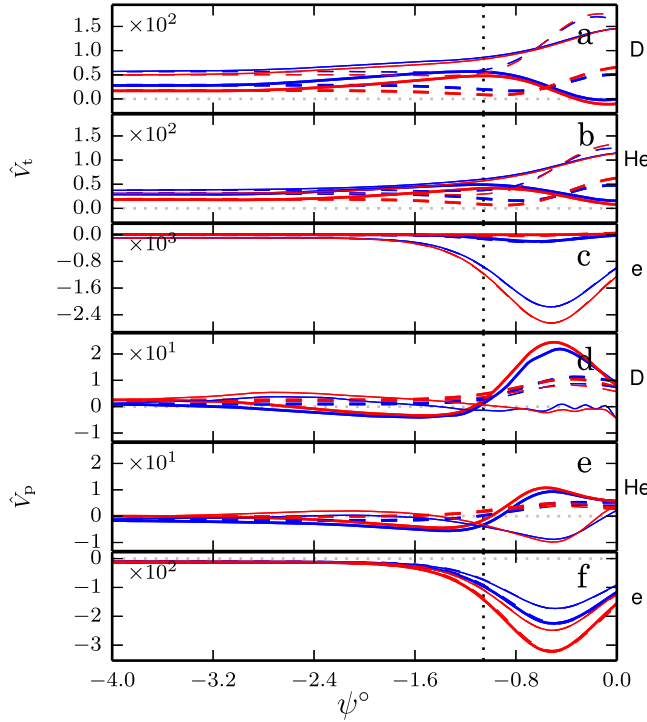 1.5 ×10² a D
1.0
0.5
0.0
1.5 ×10² b He
1.0
0.5
0.0
V̂t
0.0 ×10³ c e
−0.8
−1.6
−2.4
2 ×10¹ d D
1
0
−1
2 ×10¹ e He
1
0
−1
V̂p
0 ×10² f e
−1
−2
−3
−4.0 −3.2 −2.4 −1.6 −0.8 0.0
ψ°